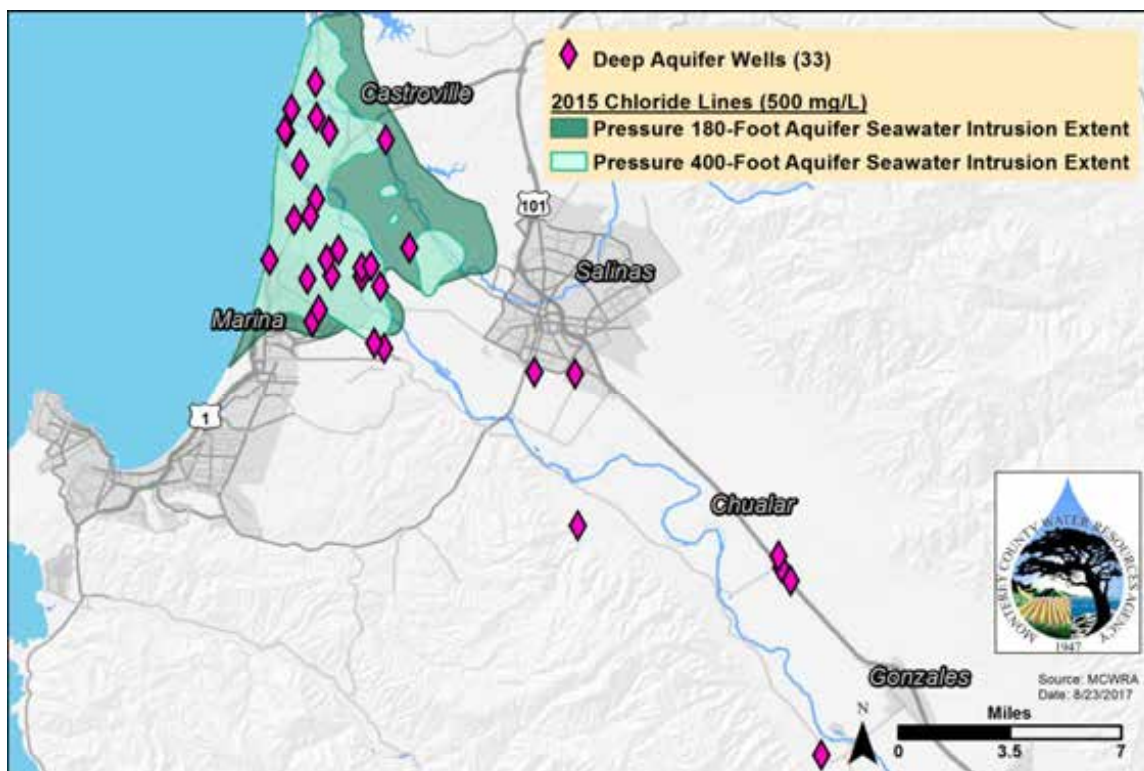 Deep Aquifer Wells (33)
2015 Chloride Lines (500 mg/L)
Pressure 180-Foot Aquifer Seawater Intrusion Extent
Pressure 400-Foot Aquifer Seawater Intrusion Extent
Castroville
101
Salinas
Marina
1
Chualar
Gonzales
MONTEREY COUNTY WATER RESOURCES AGENCY
1947
Source: MCWRA
Date: 8/23/2017
N
Miles
0 3.5 7